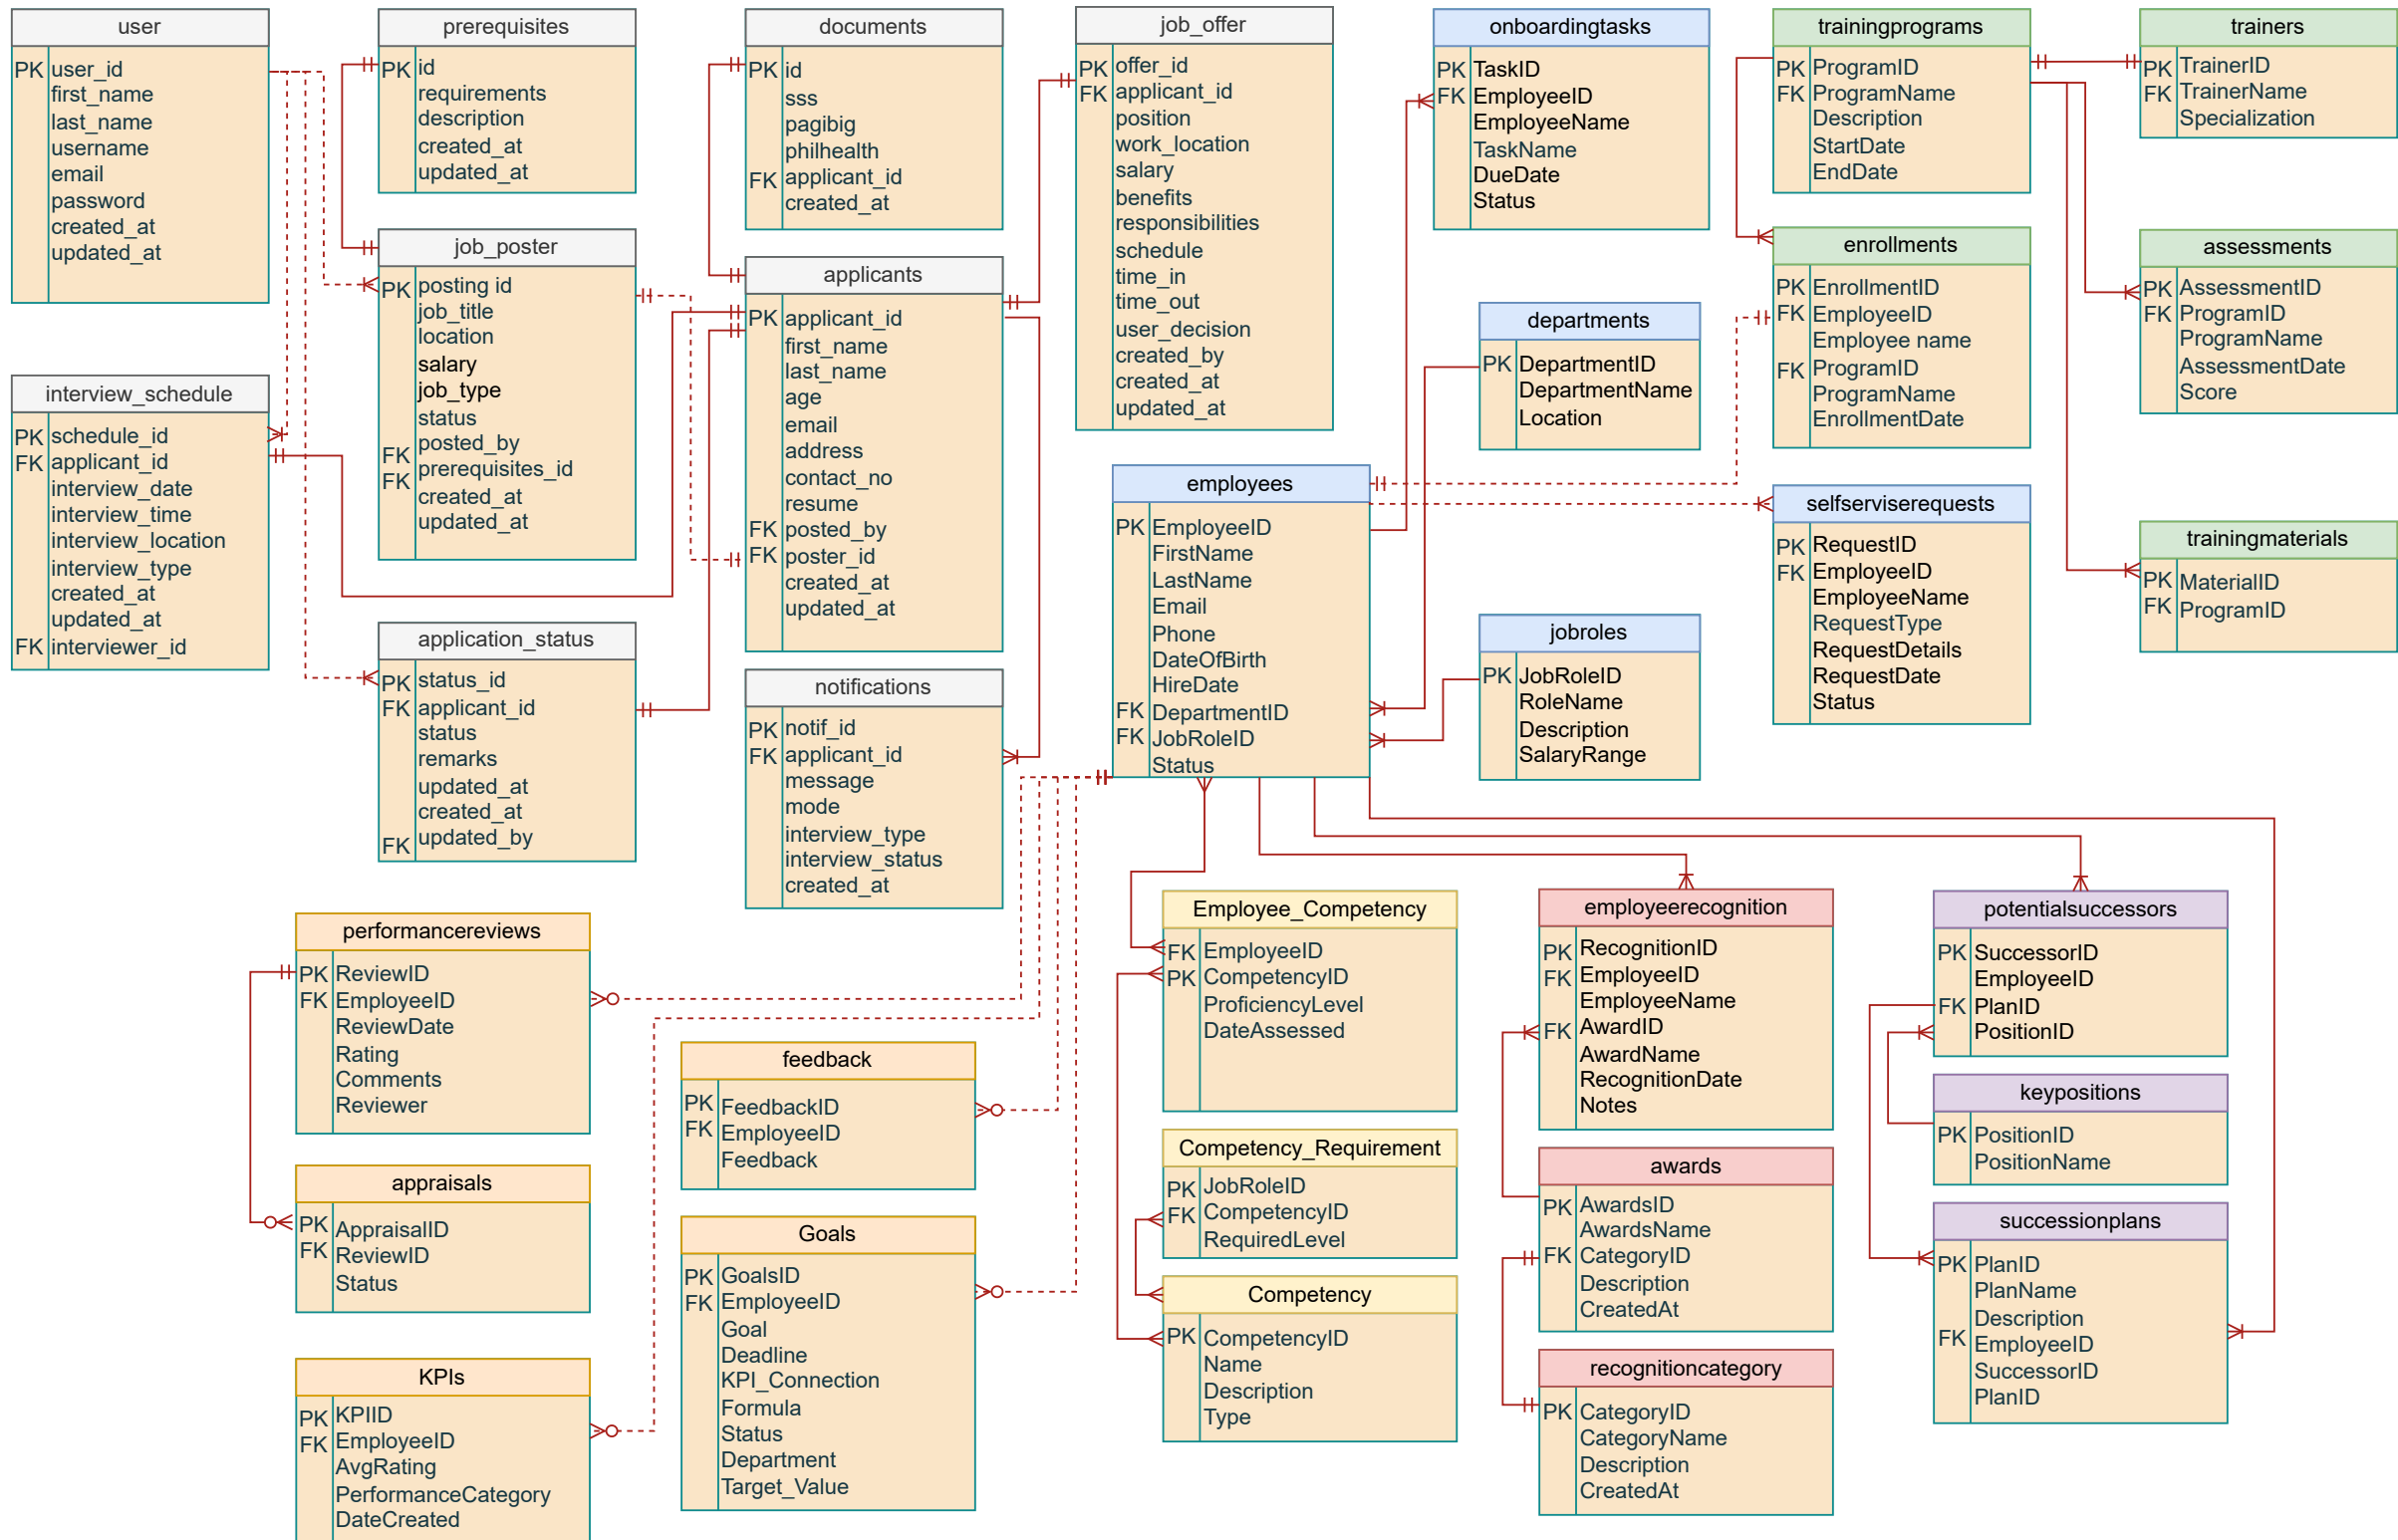 user
PK user_id
first_name
last_name
username
email
password
created_at
updated_at
prerequisites
PK id
requirements
description
created_at
updated_at
documents
PK id
sss
pagibig
philhealth
FK applicant_id
created_at
job_offer
PK offer_id
FK applicant_id
position
work_location
salary
benefits
responsibilities
schedule
time_in
time_out
user_decision
created_by
created_at
updated_at
onboardingtasks
PK TaskID
FK EmployeeID
EmployeeName
TaskName
DueDate
Status
trainingprograms
PK ProgramID
FK ProgramName
Description
StartDate
EndDate
trainers
PK TrainerID
FK TrainerName
Specialization
job_poster
PK posting id
job_title
location
salary
job_type
status
posted_by
FK prerequisites_id
FK
created_at
updated_at
applicants
PK applicant_id
first_name
last_name
age
email
address
contact_no
resume
FK posted_by
FK poster_id
created_at
updated_at
enrollments
PK EnrollmentID
FK EmployeeID
Employee name
FK ProgramID
ProgramName
EnrollmentDate
assessments
PK AssessmentID
FK ProgramID
ProgramName
AssessmentDate
Score
departments
PK DepartmentID
DepartmentName
Location
interview_schedule
PK schedule_id
FK applicant_id
interview_date
interview_time
interview_location
interview_type
created_at
updated_at
FK interviewer_id
employees
PK EmployeeID
FirstName
LastName
Email
Phone
DateOfBirth
HireDate
FK DepartmentID
FK JobRoleID
Status
selfserviserequests
PK RequestID
FK EmployeeID
EmployeeName
RequestType
RequestDetails
RequestDate
Status
trainingmaterials
PK MaterialID
FK ProgramID
jobroles
PK JobRoleID
RoleName
Description
SalaryRange
application_status
PK status_id
FK applicant_id
status
remarks
updated_at
created_at
updated_by
FK
notifications
PK notif_id
FK applicant_id
message
mode
interview_type
interview_status
created_at
performancereviews
PK ReviewID
FK EmployeeID
ReviewDate
Rating
Comments
Reviewer
Employee_Competency
FK EmployeeID
PK CompetencyID
ProficiencyLevel
DateAssessed
employeerecognition
PK RecognitionID
FK EmployeeID
EmployeeName
FK AwardID
AwardName
RecognitionDate
Notes
potentialsuccessors
PK SuccessorID
EmployeeID
FK PlanID
PositionID
feedback
PK FeedbackID
FK EmployeeID
Feedback
keypositions
PK PositionID
PositionName
Competency_Requirement
PK JobRoleID
FK CompetencyID
RequiredLevel
awards
PK AwardsID
AwardsName
FK CategoryID
Description
CreatedAt
appraisals
PK AppraisalID
FK ReviewID
Status
successionplans
PK PlanID
PlanName
Description
FK EmployeeID
SuccessorID
PlanID
Goals
PK GoalsID
FK EmployeeID
Goal
Deadline
KPI_Connection
Formula
Status
Department
Target_Value
Competency
PK CompetencyID
Name
Description
Type
KPIs
PK KPIID
FK EmployeeID
AvgRating
PerformanceCategory
DateCreated
recognitioncategory
PK CategoryID
CategoryName
Description
CreatedAt